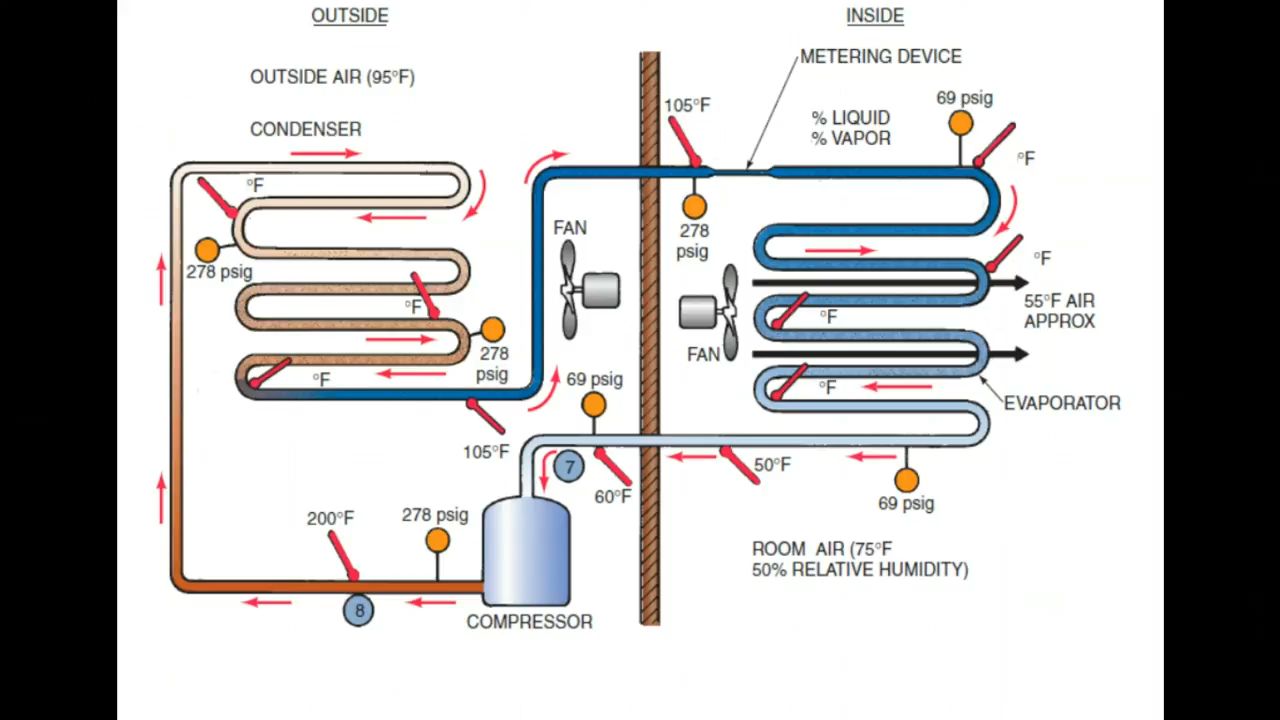 OUTSIDE
INSIDE
OUTSIDE AIR (95°F)
METERING DEVICE
CONDENSER
105°F
% LIQUID
% VAPOR
69 psig
°F
°F
278 psig
278
psig
FAN
°F
°F
278
psig
°F
FAN
°F
°F
55°F AIR
APPROX
EVAPORATOR
69 psig
105°F
7
60°F
50°F
69 psig
200°F
278 psig
8
COMPRESSOR
ROOM AIR (75°F
50% RELATIVE HUMIDITY)